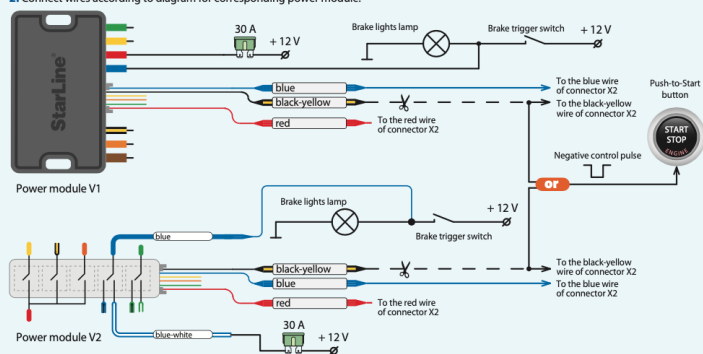 2. Connect wires according to diagram for corresponding power module.
30 A
+ 12 V
Brake lights lamp
Brake trigger switch
+ 12 V
StarLine®
blue
To the blue wire
of connector X2
black-yellow
To the black-yellow
wire of connector X2
red
To the red wire
of connector X2
Push-to-Start
button
START
STOP
ENGINE
Negative control pulse
or
Power module V1
Brake lights lamp
+ 12 V
blue
Brake trigger switch
black-yellow
To the black-yellow
wire of connector X2
blue
To the blue wire
of connector X2
red
To the red wire
of connector X2
30 A
+ 12 V
blue-white
Power module V2